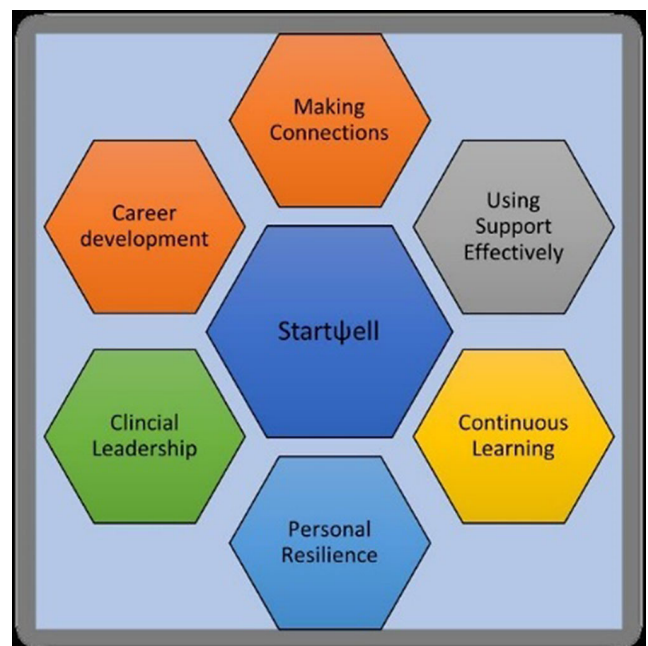 Making
Connections
Using
Support
Effectively
Career
development
Startψell
Continuous
Learning
Clincial
Leadership
Personal
Resilience